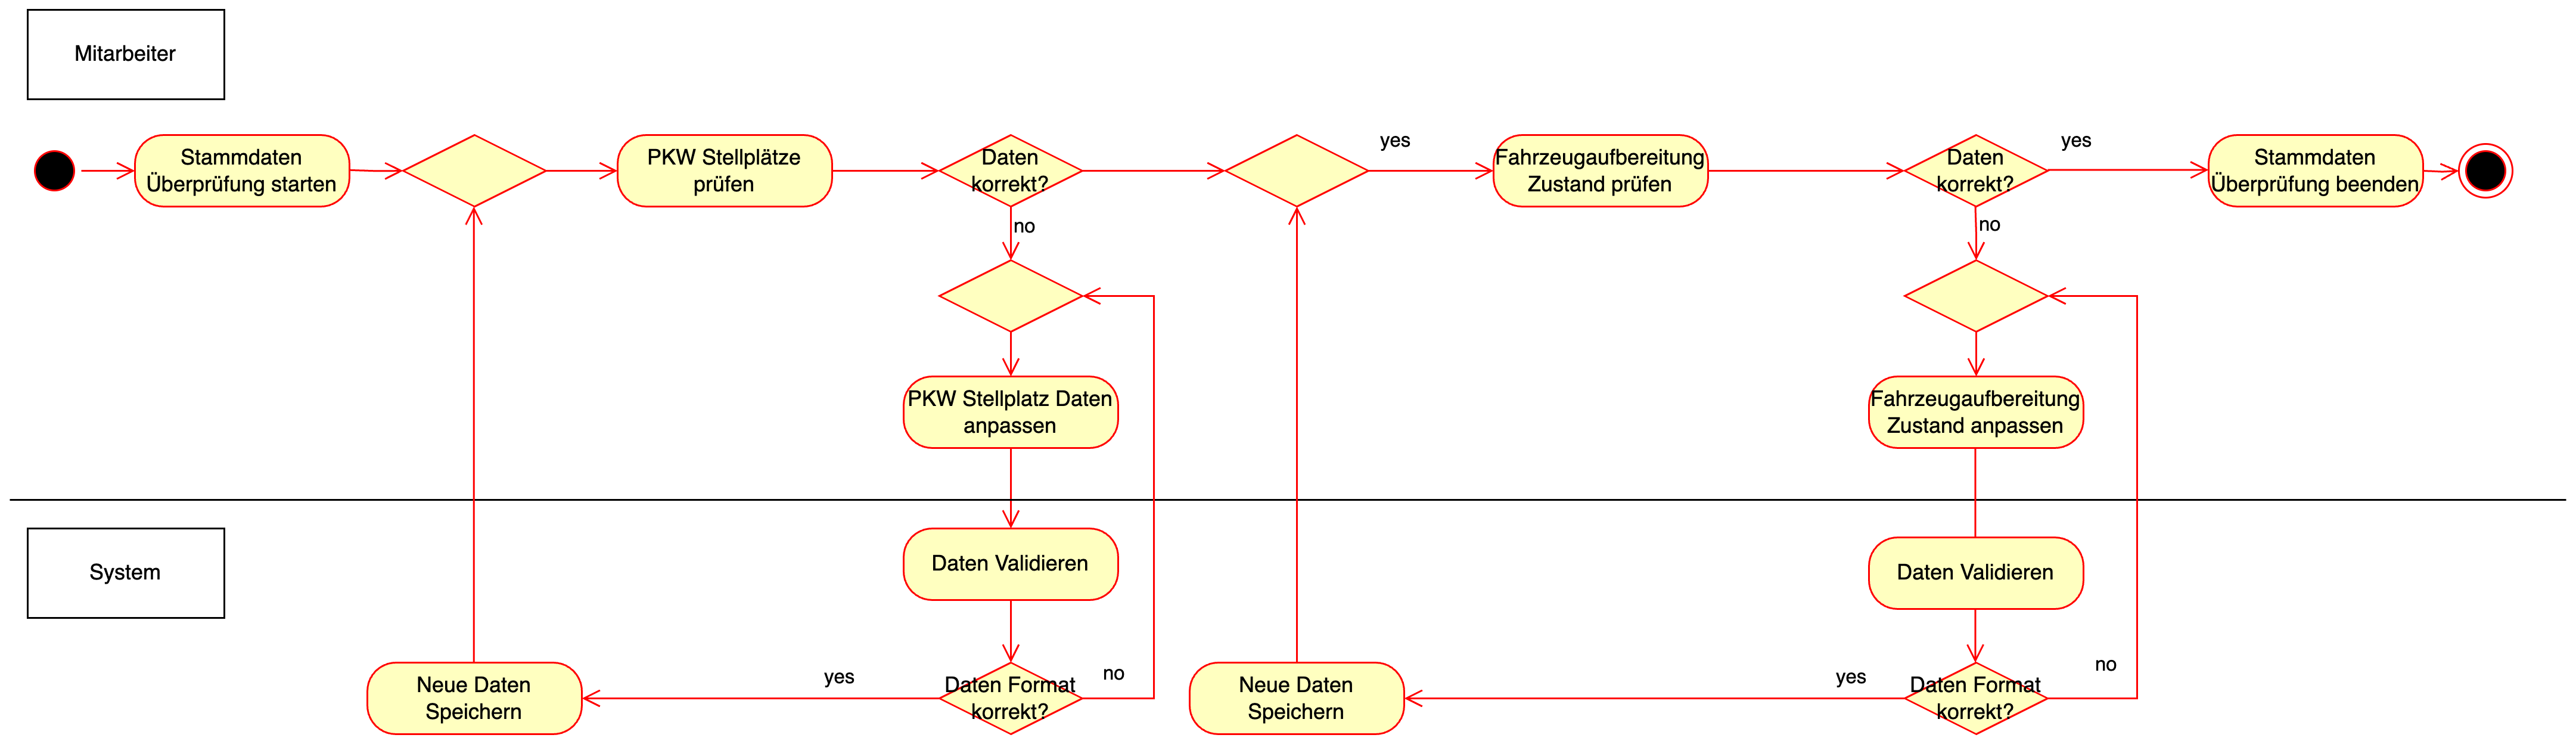 Mitarbeiter
Stammdaten
Überprüfung starten
PKW Stellplätze
prüfen
Daten
korrekt?
yes
Fahrzeugaufbereitung
Zustand prüfen
Daten
korrekt?
yes
Stammdaten
Überprüfung beenden
no
no
PKW Stellplatz Daten
anpassen
Fahrzeugaufbereitung
Zustand anpassen
System
Daten Validieren
Daten Validieren
Neue Daten
Speichern
yes
Daten Format
korrekt?
no
Neue Daten
Speichern
yes
Daten Format
korrekt?
no